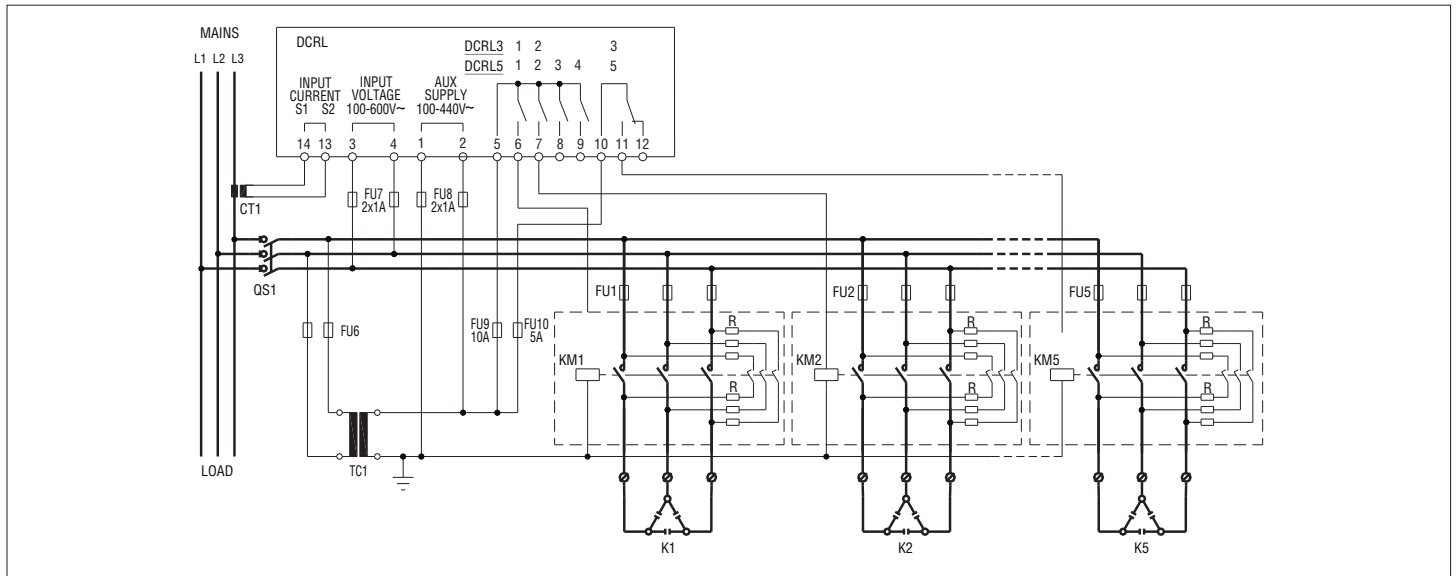 MAINS
L1 L2 L3
DCRL
DCRL3 1 2 3
DCRL5 1 2 3 4 5
INPUT CURRENT
S1 S2
INPUT VOLTAGE
100-600V~
AUX SUPPLY
100-440V~
14 13 3 4 1 2 5 6 7 8 9 10 11 12
CT1
FU7
2x1A
FU8
2x1A
QS1
FU6
FU9
10A
FU10
5A
FU1
FU2
FU5
R
R
R
KM1
KM2
KM5
R
R
R
LOAD
TC1
K1
K2
K5